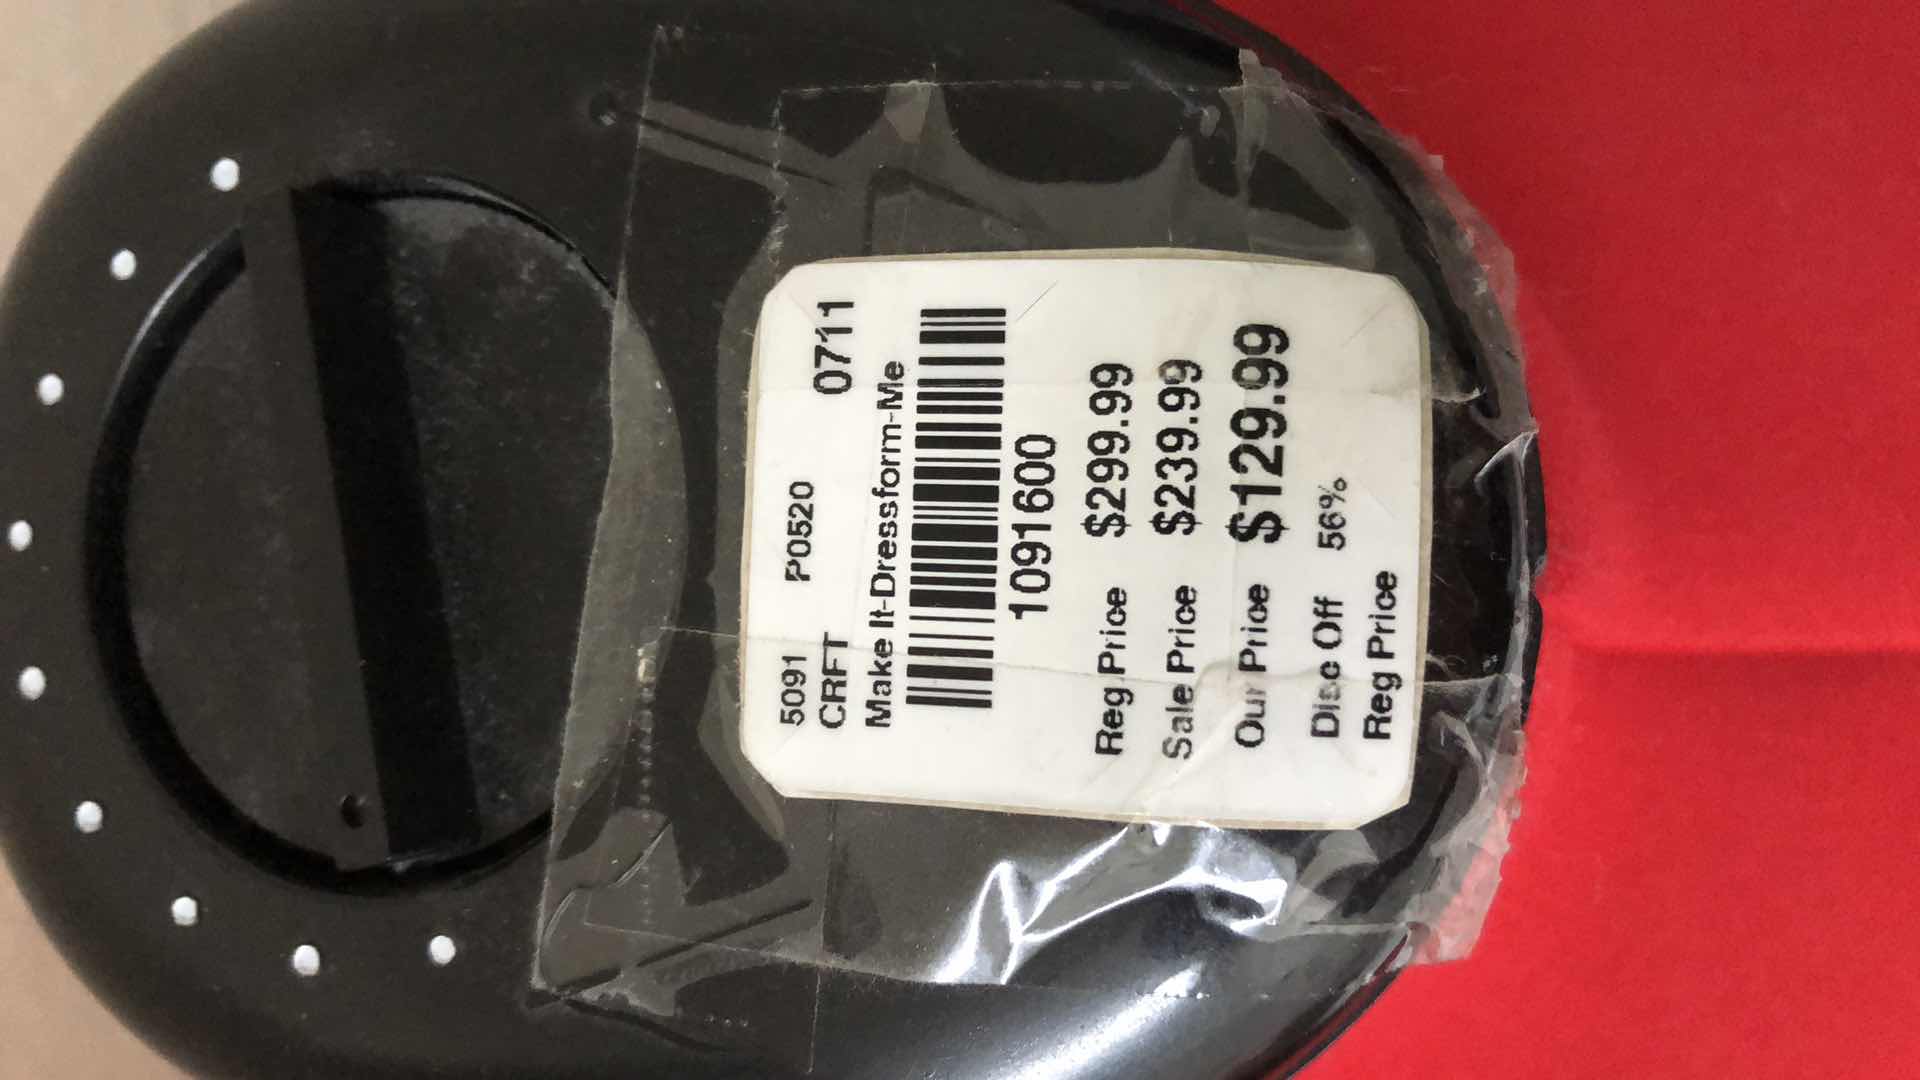 5091 P0520
CRFT 0711
Make It-Dressform-Me
1091600
Reg Price $299.99
Sale Price $239.99
Our Price $129.99
Disc Off 56%
Reg Price